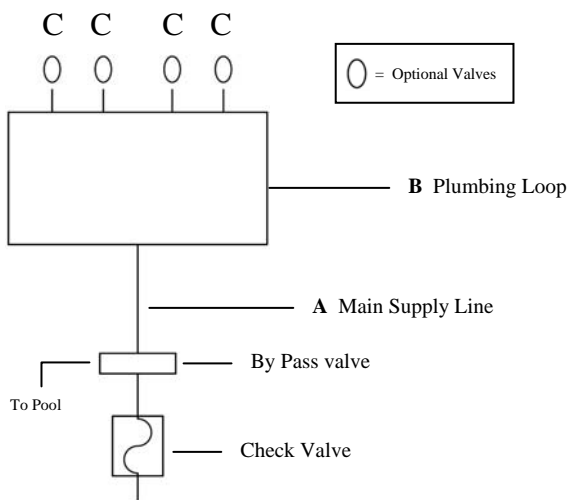 C C C C
= Optional Valves
B Plumbing Loop
A Main Supply Line
By Pass valve
To Pool
Check Valve